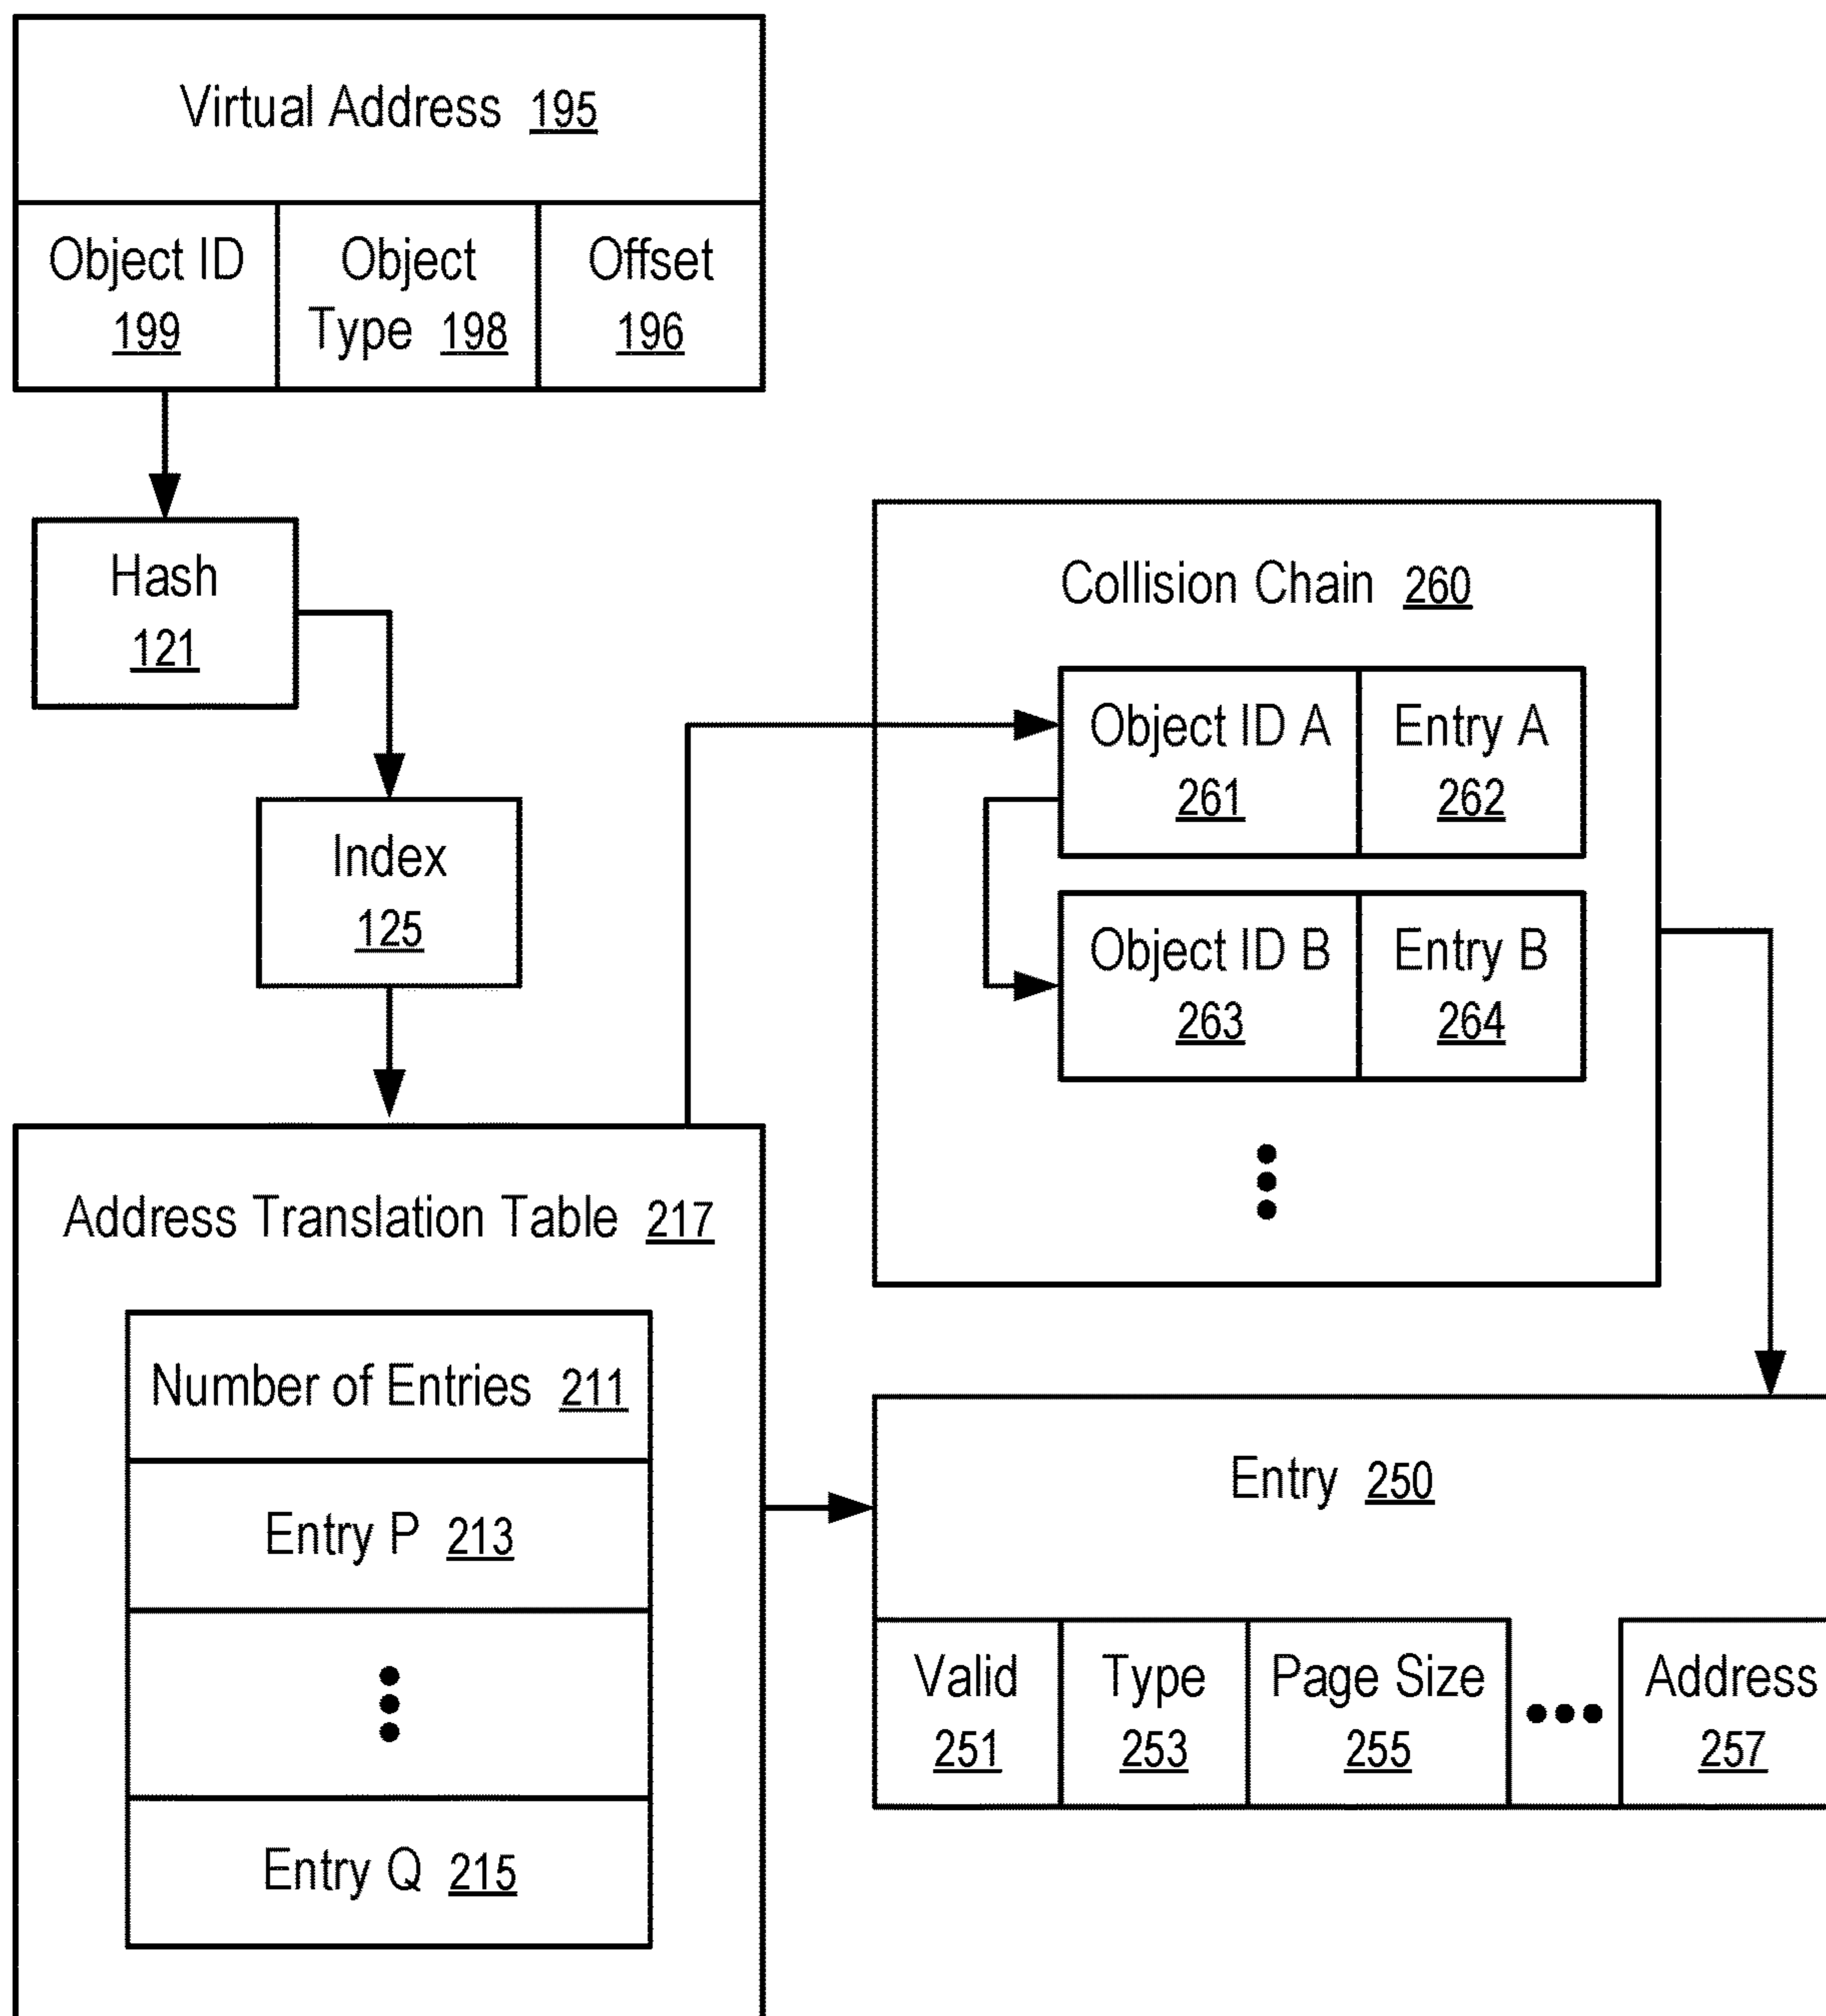 Virtual Address 195
Object ID
199
Object
Type 198
Offset
196
Hash
121
Index
125
Collision Chain 260
Object ID A
261
Entry A
262
Object ID B
263
Entry B
264
Address Translation Table 217
Number of Entries 211
Entry P 213
Entry Q 215
Entry 250
Valid
251
Type
253
Page Size
255
Address
257